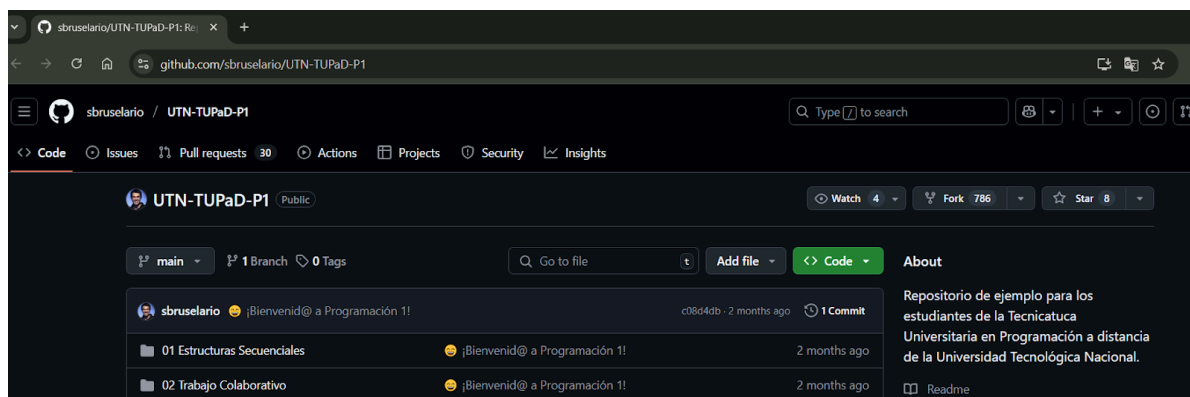 sbruselario/UTN-TUPaD-P1: Re
github.com/sbruselario/UTN-TUPaD-P1
sbruselario / UTN-TUPaD-P1
Type / to search
Code Issues Pull requests 30 Actions Projects Security Insights
UTN-TUPaD-P1 Public
Watch 4 Fork 786 Star 8
main 1 Branch 0 Tags Go to file t Add file Code
About
sbruselario 😄 ¡Bienvenid@ a Programación 1! c08d4db · 2 months ago 1 Commit
Repositorio de ejemplo para los
estudiantes de la Tecnicatuca
Universitaria en Programación a distancia
de la Universidad Tecnológica Nacional.
01 Estructuras Secuenciales 😄 ¡Bienvenid@ a Programación 1! 2 months ago
02 Trabajo Colaborativo 😄 ¡Bienvenid@ a Programación 1! 2 months ago
Readme